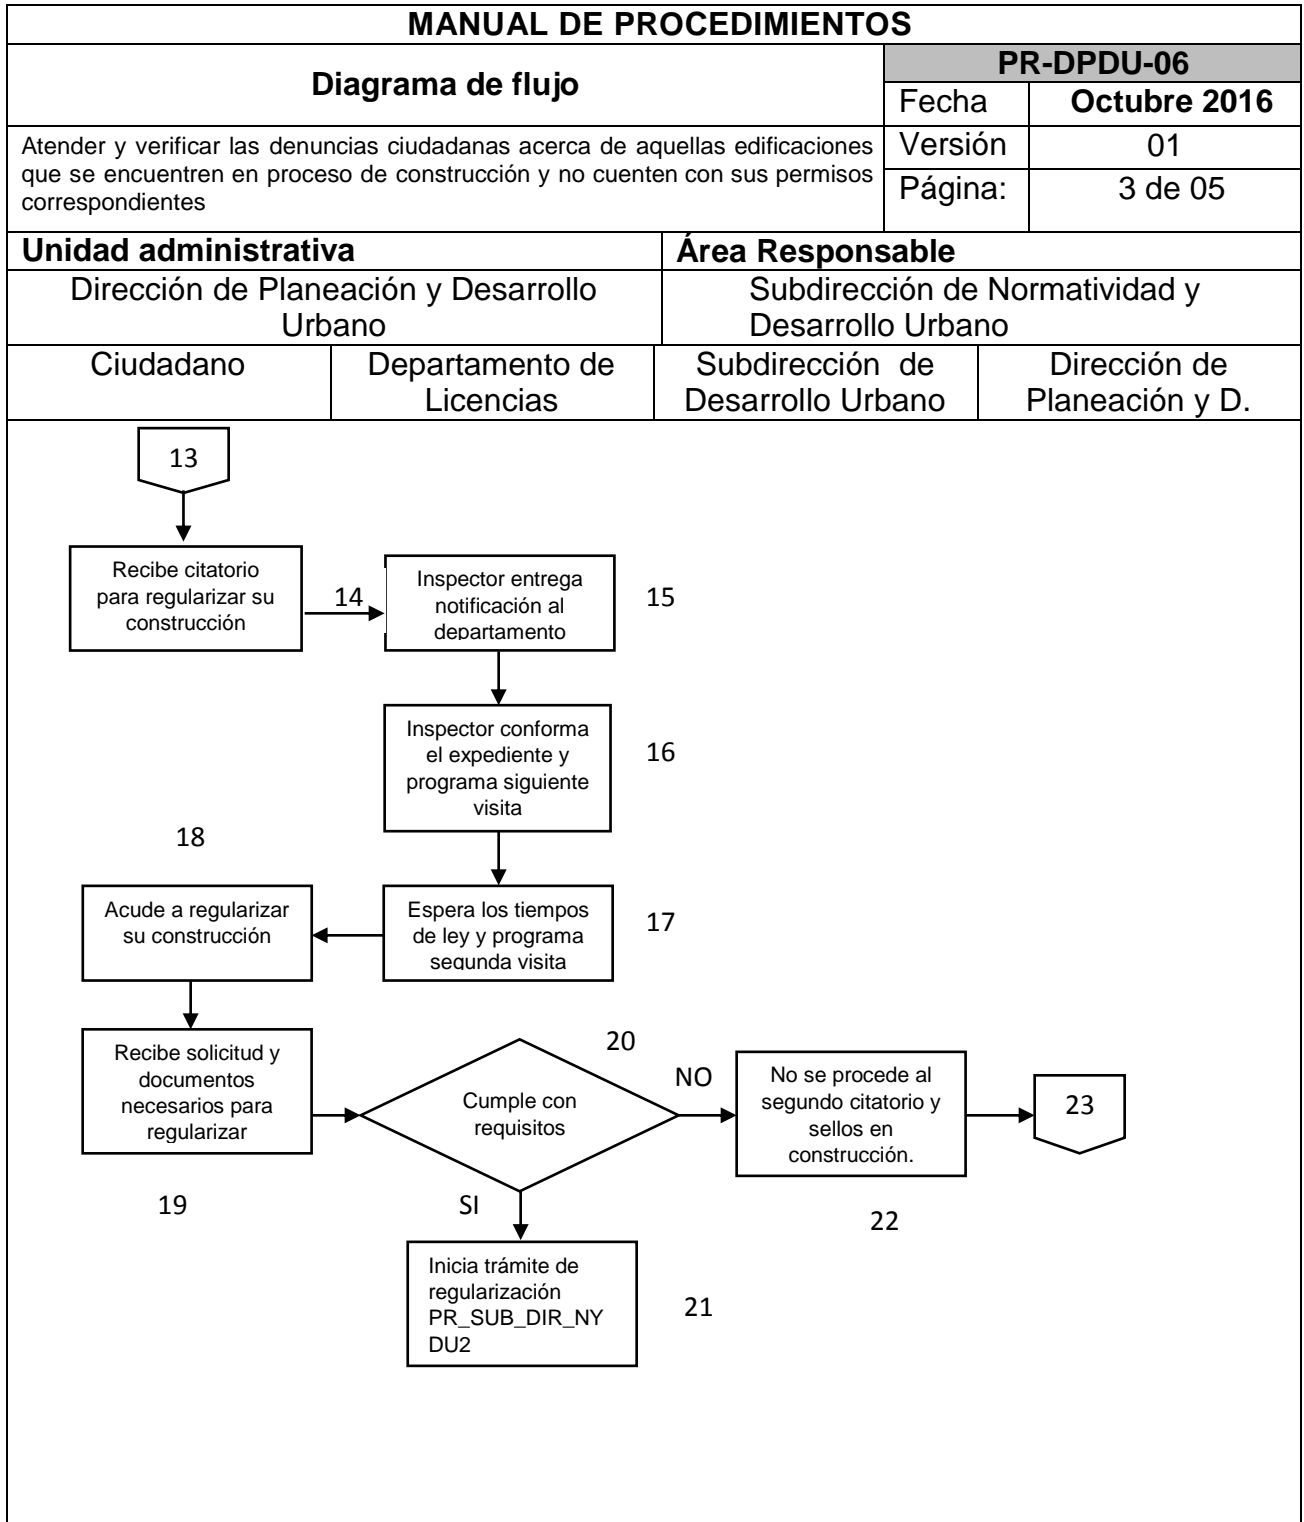 MANUAL DE PROCEDIMIENTOS
Diagrama de flujo
PR-DPDU-06
Fecha
Octubre 2016
Atender y verificar las denuncias ciudadanas acerca de aquellas edificaciones
que se encuentren en proceso de construcción y no cuenten con sus permisos
correspondientes
Versión
01
Página:
3 de 05
Unidad administrativa
Área Responsable
Dirección de Planeación y Desarrollo
Urbano
Subdirección de Normatividad y
Desarrollo Urbano
Ciudadano
Departamento de
Licencias
Subdirección de
Desarrollo Urbano
Dirección de
Planeación y D.
13
Recibe citatorio
para regularizar su
construcción
14
Inspector entrega
notificación al
departamento
15
Inspector conforma
el expediente y
programa siguiente
visita
16
18
Acude a regularizar
su construcción
Espera los tiempos
de ley y programa
segunda visita
17
Recibe solicitud y
documentos
necesarios para
regularizar
19
Cumple con
requisitos
20
NO
SI
No se procede al
segundo citatorio y
sellos en
construcción.
22
23
Inicia trámite de
regularización
PR_SUB_DIR_NY
DU2
21